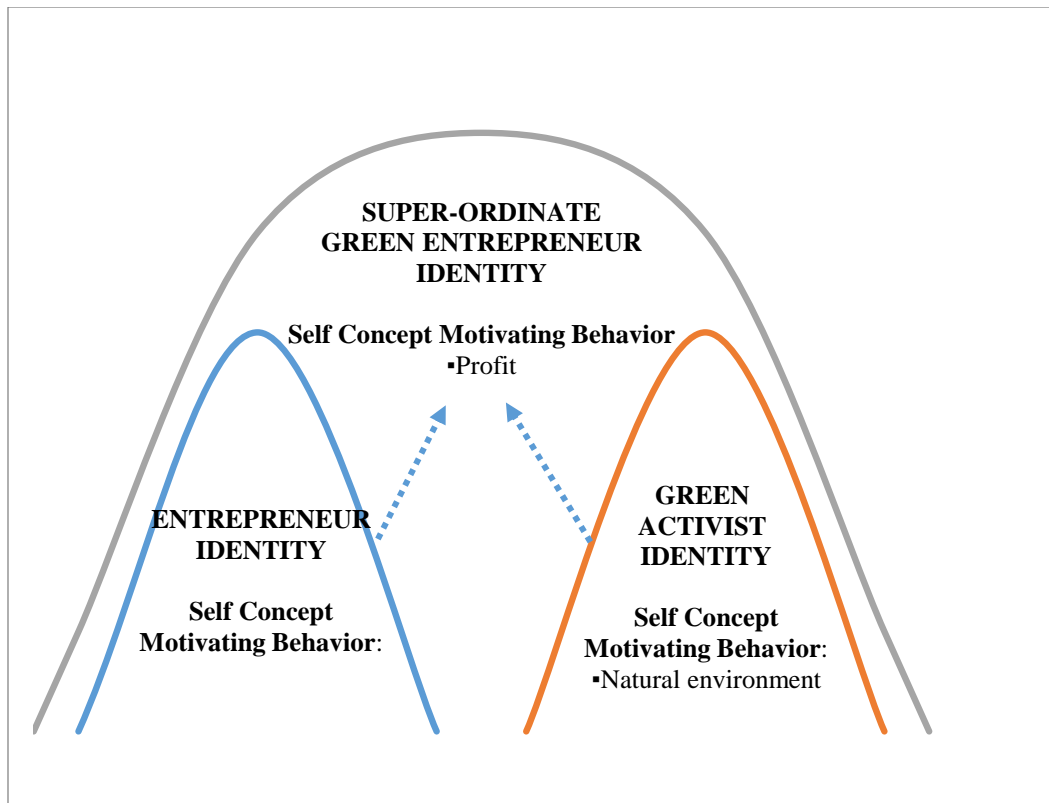 SUPER-ORDINATE
GREEN ENTREPRENEUR
IDENTITY
Self Concept Motivating Behavior
▪Profit
ENTREPRENEUR
IDENTITY
Self Concept
Motivating Behavior:
GREEN
ACTIVIST
IDENTITY
Self Concept
Motivating Behavior:
▪Natural environment